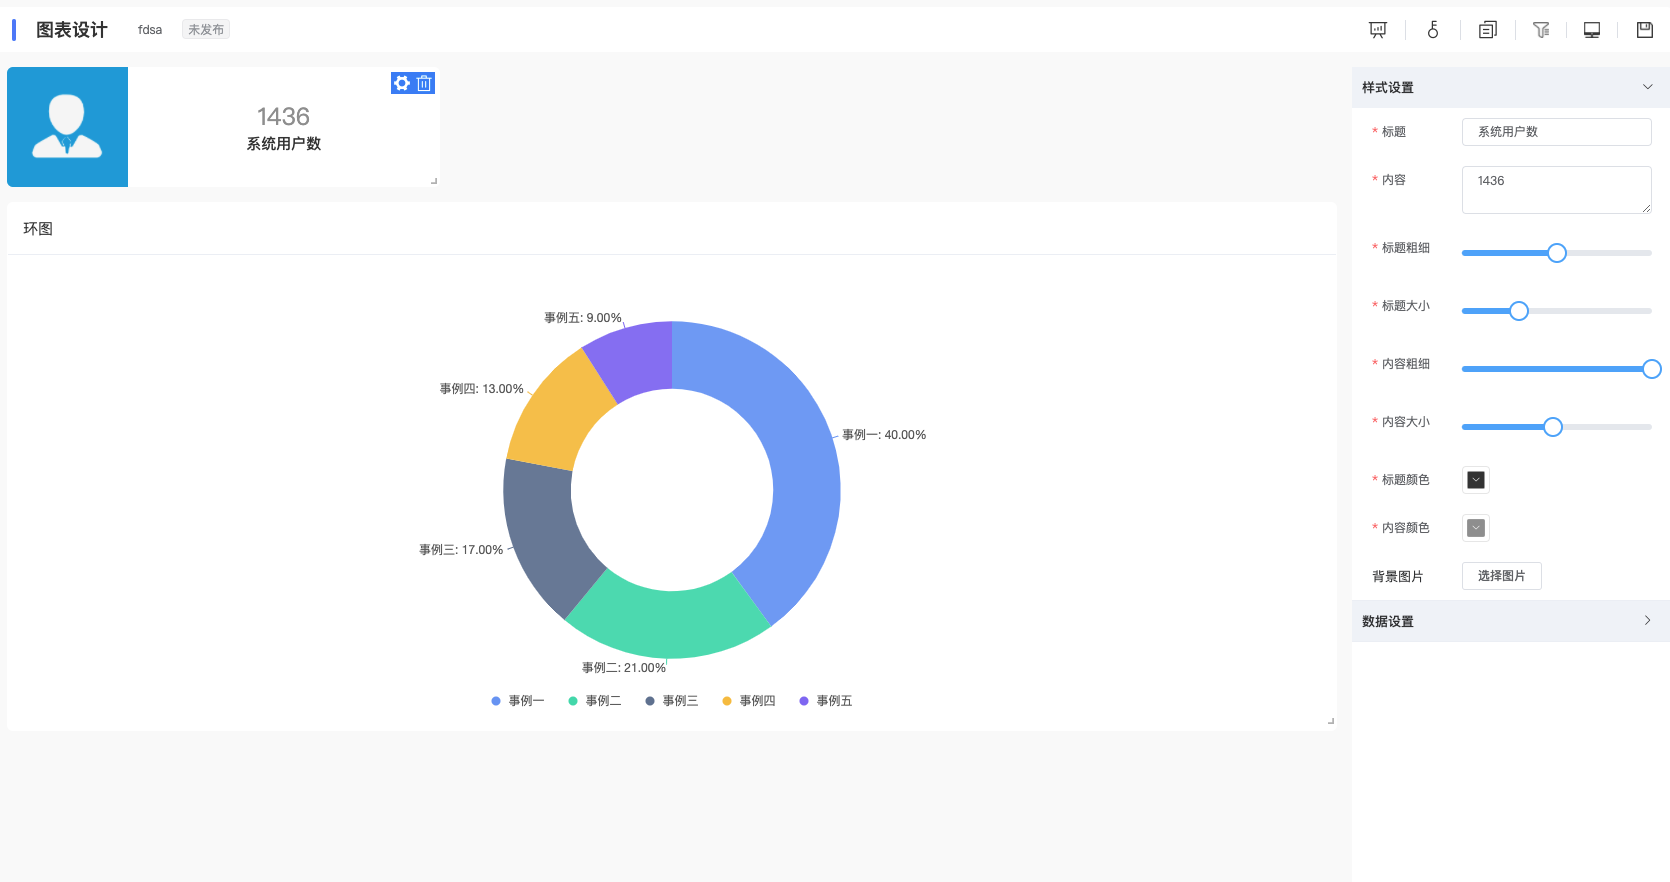 图表设计 fdsa 未发布
1436
系统用户数
环图
事例五: 9.00%
事例四: 13.00%
事例一: 40.00%
事例三: 17.00%
事例二: 21.00%
事例一 事例二 事例三 事例四 事例五
样式设置
* 标题 系统用户数
* 内容 1436
* 标题粗细
* 标题大小
* 内容粗细
* 内容大小
* 标题颜色
* 内容颜色
背景图片 选择图片
数据设置